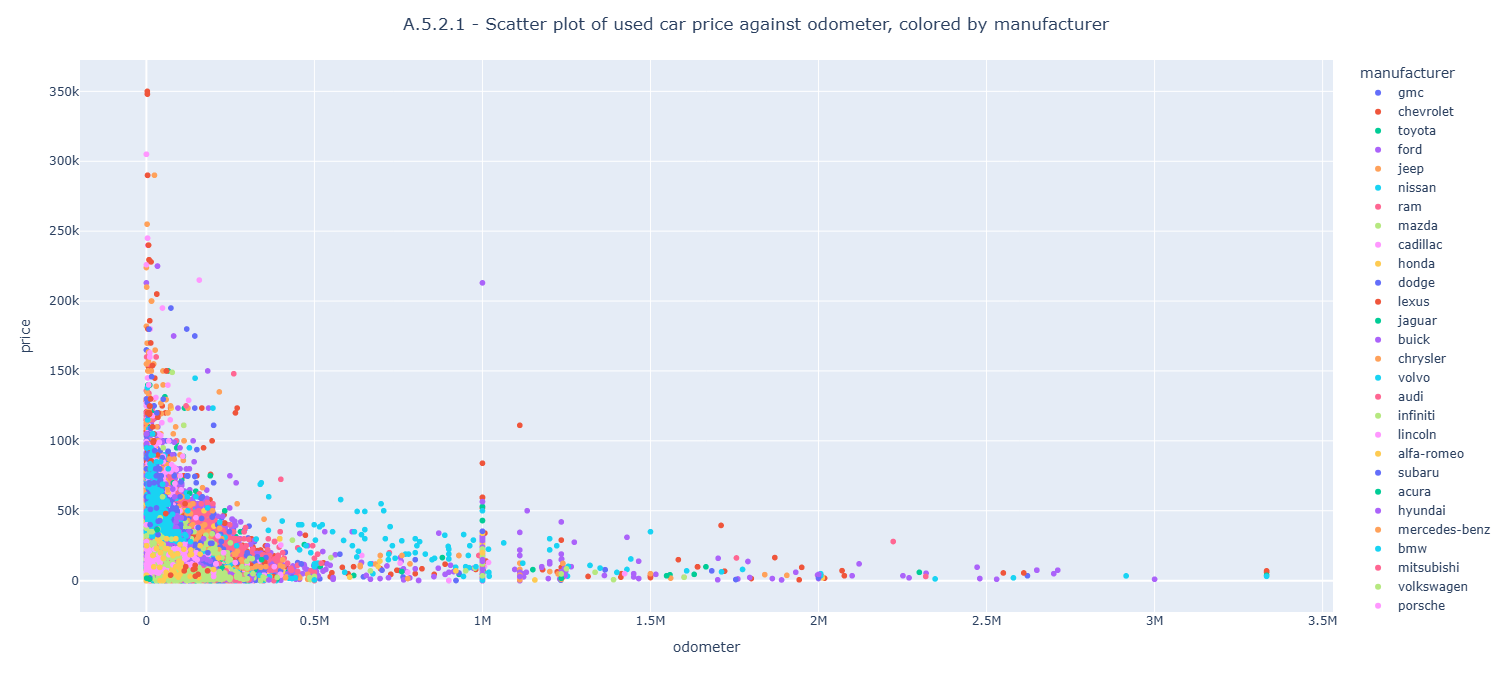 A.5.2.1 - Scatter plot of used car price against odometer, colored by manufacturer
manufacturer
gmc
chevrolet
toyota
ford
jeep
nissan
ram
mazda
cadillac
honda
dodge
lexus
jaguar
buick
chrysler
volvo
audi
infiniti
lincoln
alfa-romeo
subaru
acura
hyundai
mercedes-benz
bmw
mitsubishi
volkswagen
porsche
price
350k
300k
250k
200k
150k
100k
50k
0
0 0.5M 1M 1.5M 2M 2.5M 3M 3.5M
odometer